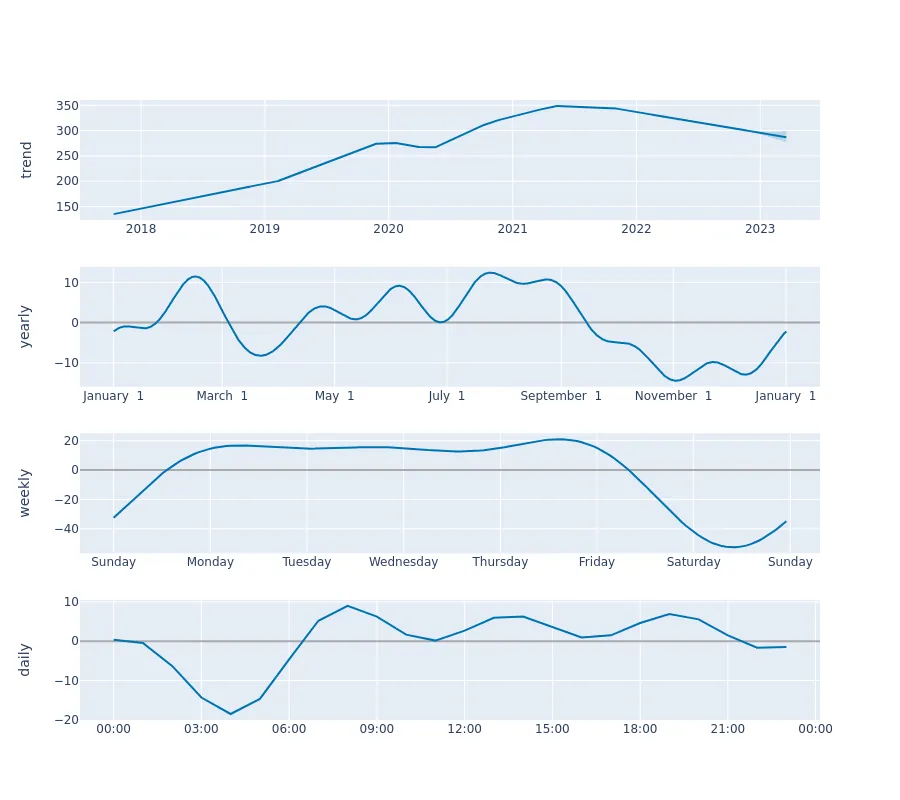 trend
350
300
250
200
150
2018 2019 2020 2021 2022 2023
yearly
10
0
−10
January 1 March 1 May 1 July 1 September 1 November 1 January 1
weekly
20
0
−20
−40
Sunday Monday Tuesday Wednesday Thursday Friday Saturday Sunday
daily
10
0
−10
−20
00:00 03:00 06:00 09:00 12:00 15:00 18:00 21:00 00:00